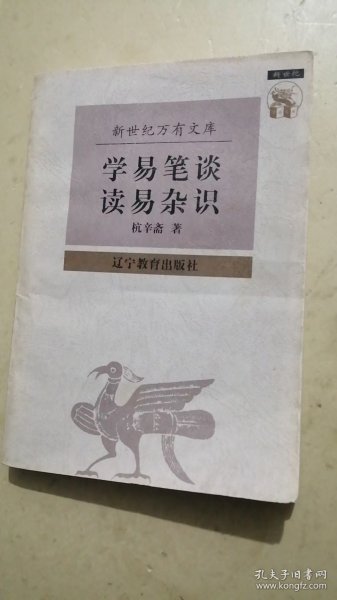 新世纪
新世纪万有文库
学易笔谈
读易杂识
杭辛斋 著
辽宁教育出版社
孔夫子旧书网
www.kongfz.com